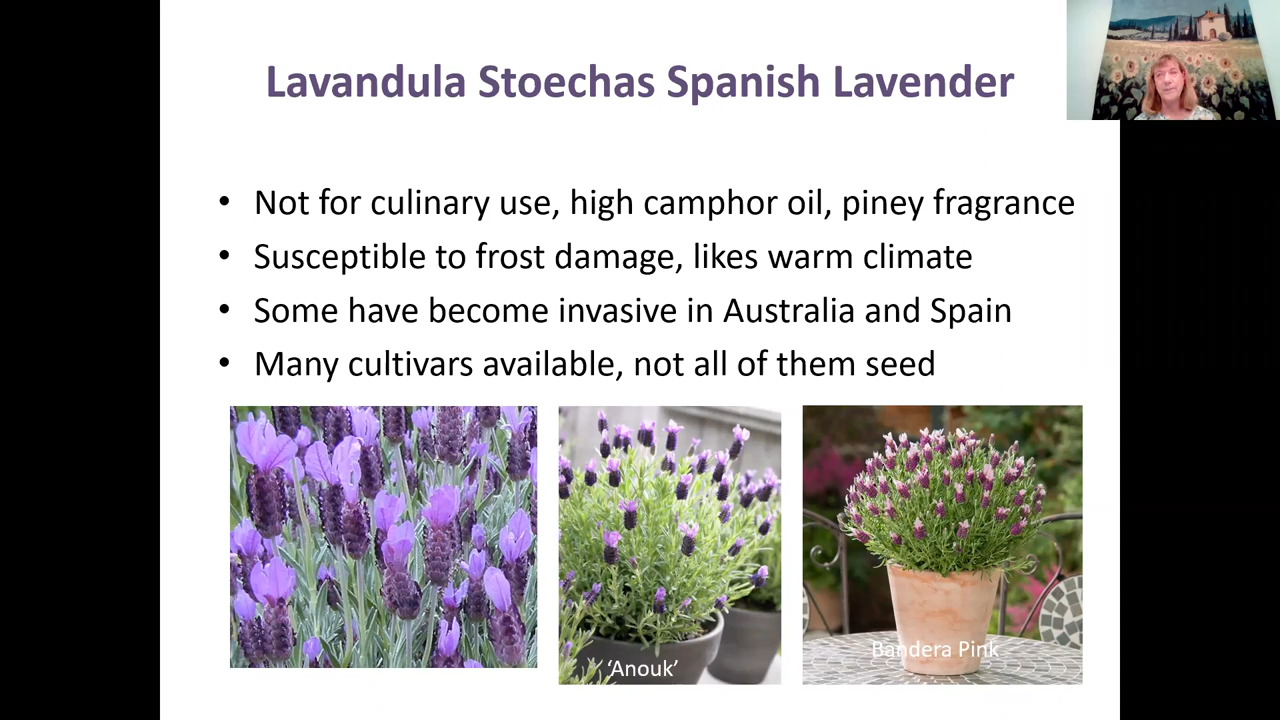 Lavandula Stoechas Spanish Lavender
• Not for culinary use, high camphor oil, piney fragrance
• Susceptible to frost damage, likes warm climate
• Some have become invasive in Australia and Spain
• Many cultivars available, not all of them seed
‘Anouk’
Bandera Pink